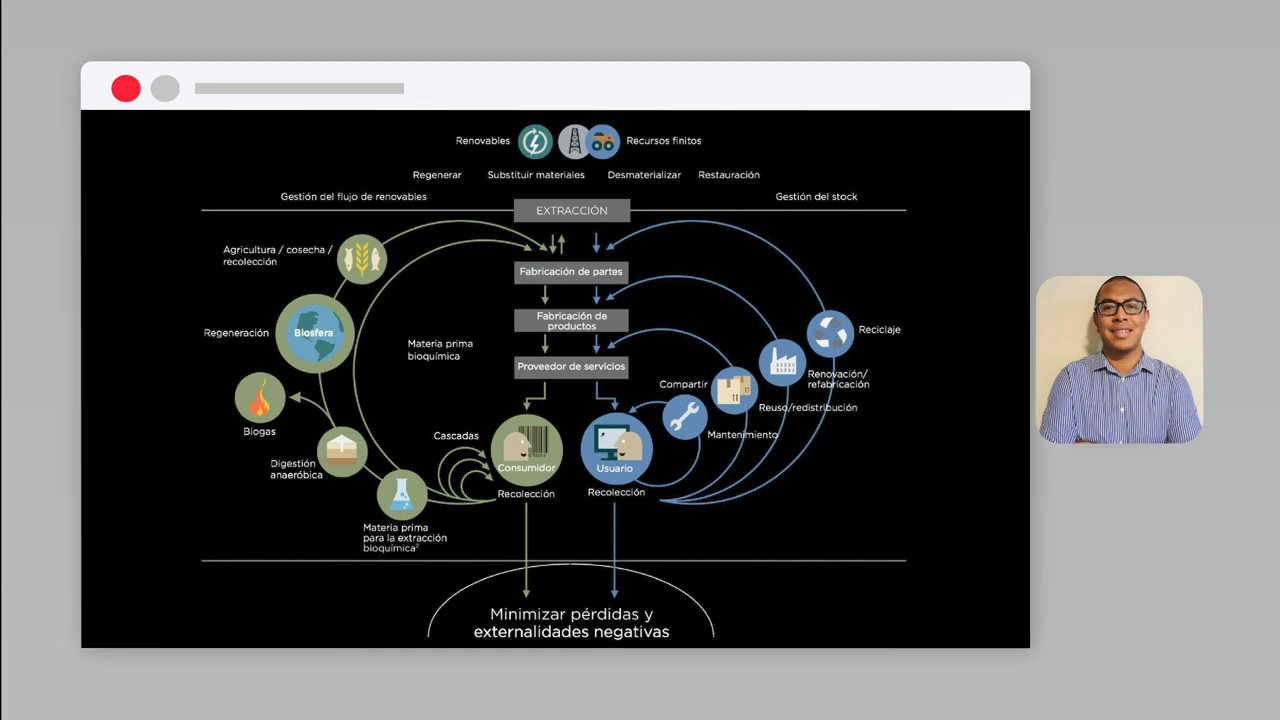 Renovables
Recursos finitos
Regenerar
Substituir materiales
Desmaterializar
Restauración
Gestión del flujo de renovables
Gestión del stock
EXTRACCIÓN
Agricultura / cosecha /
recolección
Fabricación de partes
Fabricación de
productos
Proveedor de servicios
Regeneración
Biosfera
Materia prima
bioquímica
Reciclaje
Renovación/
refabricación
Compartir
Reuso/redistribución
Mantenimiento
Biogas
Cascadas
Digestión
anaeróbica
Consumidor
Usuario
Recolección
Recolección
Materia prima
para la extracción
bioquímica²
Minimizar pérdidas y
externalidades negativas